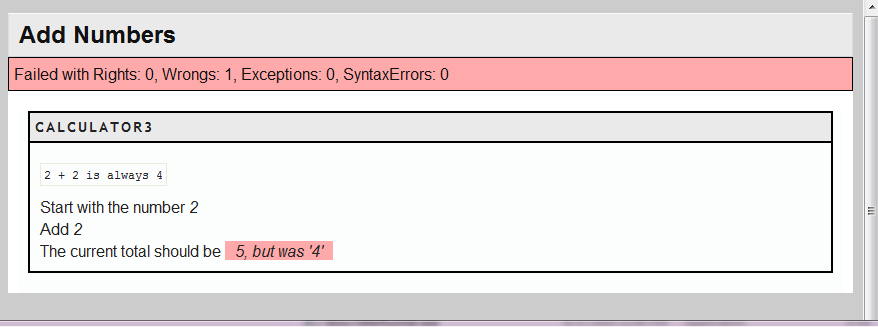 Add Numbers
Failed with Rights: 0, Wrongs: 1, Exceptions: 0, SyntaxErrors: 0
CALCULATOR3
2 + 2 is always 4
Start with the number 2
Add 2
The current total should be 5, but was '4'